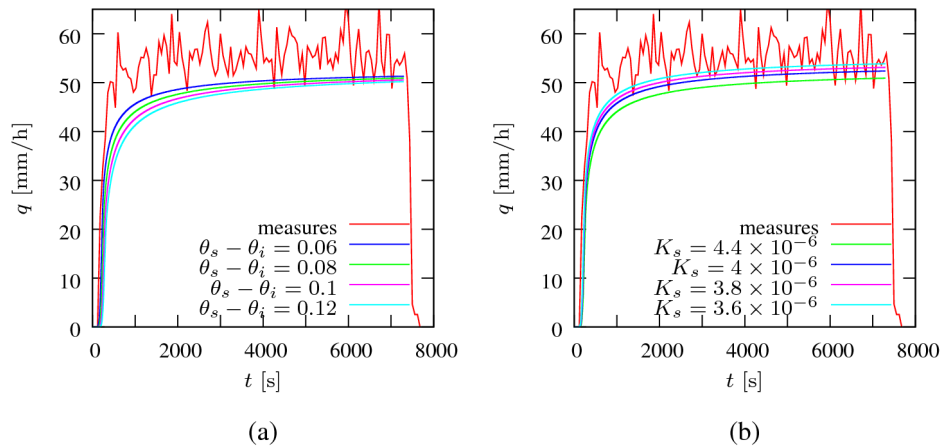 60
50
40
30
20
10
0
q [mm/h]
measures
θs − θi = 0.06
θs − θi = 0.08
θs − θi = 0.1
θs − θi = 0.12
0 2000 4000 6000 8000
t [s]
(a)
60
50
40
30
20
10
0
q [mm/h]
measures
Ks = 4.4 × 10−6
Ks = 4 × 10−6
Ks = 3.8 × 10−6
Ks = 3.6 × 10−6
0 2000 4000 6000 8000
t [s]
(b)